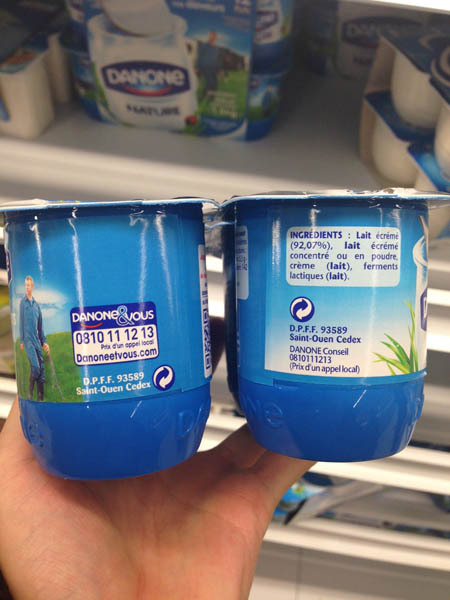 DANONE
NATURE
DANONE&VOUS
0810 11 12 13
Prix d'un appel local
Danoneetvous.com
D.P.F.F. 93589
Saint-Ouen Cedex
INGRÉDIENTS : Lait écrémé
(92,07%), lait écrémé
concentré ou en poudre,
crème (lait), ferments
lactiques (lait).
D.P.F.F. 93589
Saint-Ouen Cedex
DANONE Conseil
0810111213
(Prix d'un appel local)